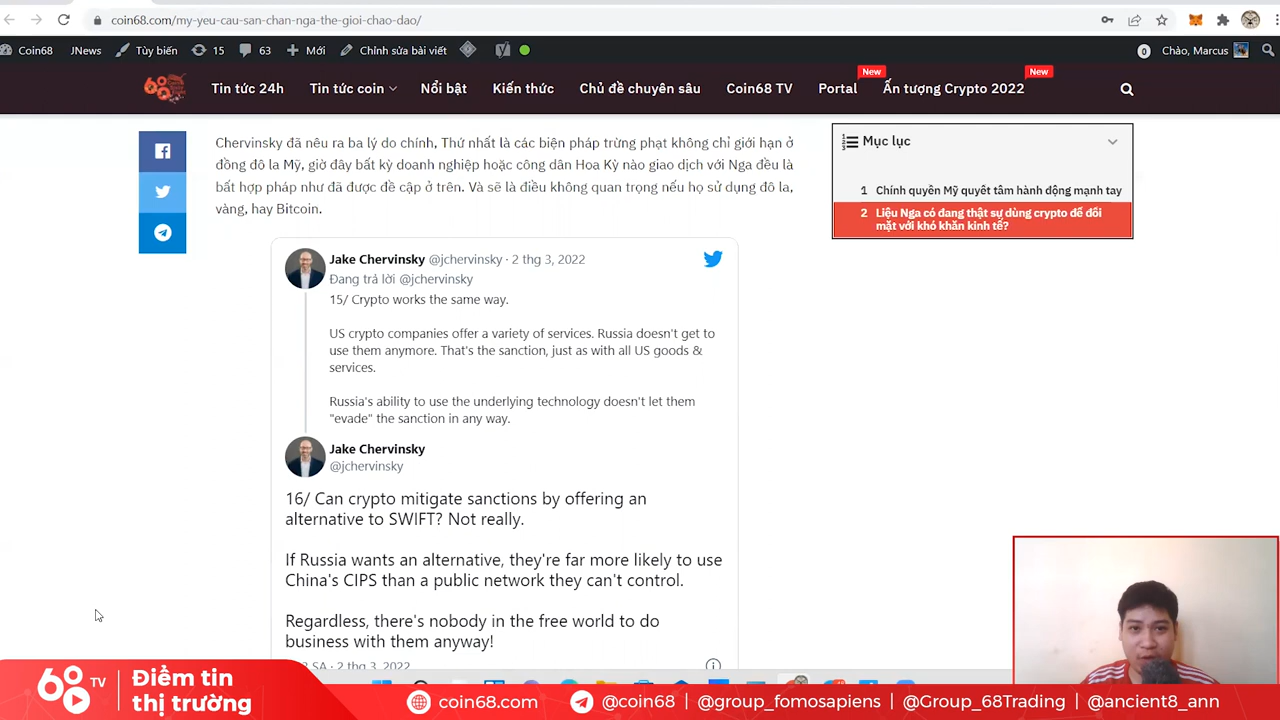 coin68.com/my-yeu-cau-san-chan-nga-the-gioi-chao-dao/
Coin68 JNews Tùy biến 15 63 Mới Chỉnh sửa bài viết 0 Chào, Marcus
68 Tin tức 24h Tin tức coin Nổi bật Kiến thức Chủ đề chuyên sâu Coin68 TV Portal New Ấn tượng Crypto 2022 New
Chervinsky đã nêu ra ba lý do chính, Thứ nhất là các biện pháp trừng phạt không chỉ giới hạn ở
đồng đô la Mỹ, giờ đây bất kỳ doanh nghiệp hoặc công dân Hoa Kỳ nào giao dịch với Nga đều là
bất hợp pháp như đã được đề cập ở trên. Và sẽ là điều không quan trọng nếu họ sử dụng đô la,
vàng, hay Bitcoin.
Mục lục
1 Chính quyền Mỹ quyết tâm hành động mạnh tay
2 Liệu Nga có đang thật sự dùng crypto để đối
mặt với khó khăn kinh tế?
Jake Chervinsky @jchervinsky · 2 thg 3, 2022
Đang trả lời @jchervinsky
15/ Crypto works the same way.
US crypto companies offer a variety of services. Russia doesn't get to
use them anymore. That's the sanction, just as with all US goods &
services.
Russia's ability to use the underlying technology doesn't let them
"evade" the sanction in any way.
Jake Chervinsky
@jchervinsky
16/ Can crypto mitigate sanctions by offering an
alternative to SWIFT? Not really.
If Russia wants an alternative, they're far more likely to use
China's CIPS than a public network they can't control.
Regardless, there's nobody in the free world to do
business with them anyway!
SA · 2 thg 3, 2022
68 TV Điểm tin
thị trường
coin68.com @coin68 | @group_fomosapiens | @Group_68Trading | @ancient8_ann